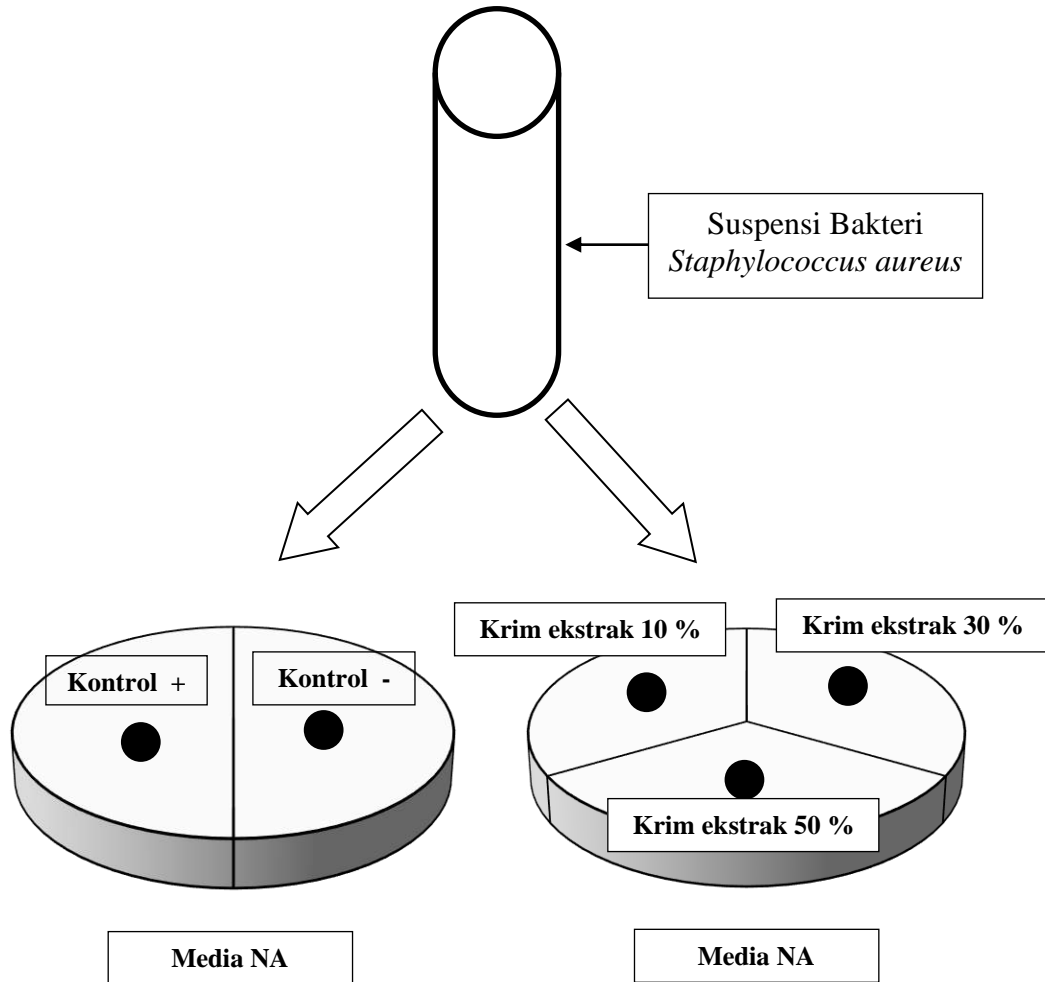 Suspensi Bakteri
Staphylococcus aureus
Kontrol +
Kontrol -
Krim ekstrak 10 %
Krim ekstrak 30 %
Krim ekstrak 50 %
Media NA
Media NA